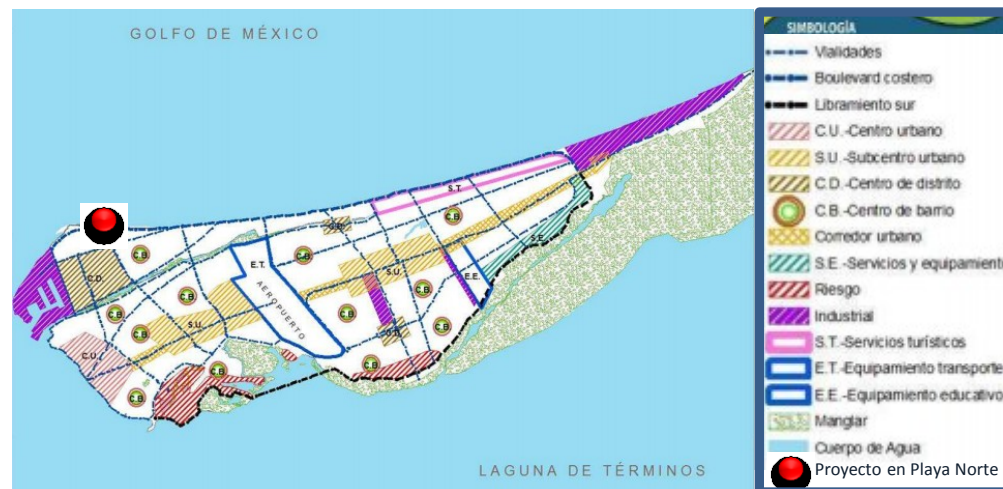 GOLFO DE MÉXICO
S.T.
C.B.
C.D.
C.B.
S.E.
C.B.
C.B.
E.T.
AEROPUERTO
S.U.
E.E.
C.D.
C.B.
C.B.
C.B.
C.B.
C.B.
C.B.
S.U.
C.D.
C.U.
C.B.
C.B.
C.B.
LAGUNA DE TÉRMINOS
SIMBOLOGÍA
Vialidades
Boulevard costero
Libramiento sur
C.U.-Centro urbano
S.U.-Subcentro urbano
C.D.-Centro de distrito
C.B.-Centro de barrio
Corredor urbano
S.E.-Servicios y equipamiento
Riesgo
Industrial
S.T.-Servicios turísticos
E.T.-Equipamiento transporte
E.E.-Equipamiento educativo
Manglar
Cuerpo de Agua
Proyecto en Playa Norte